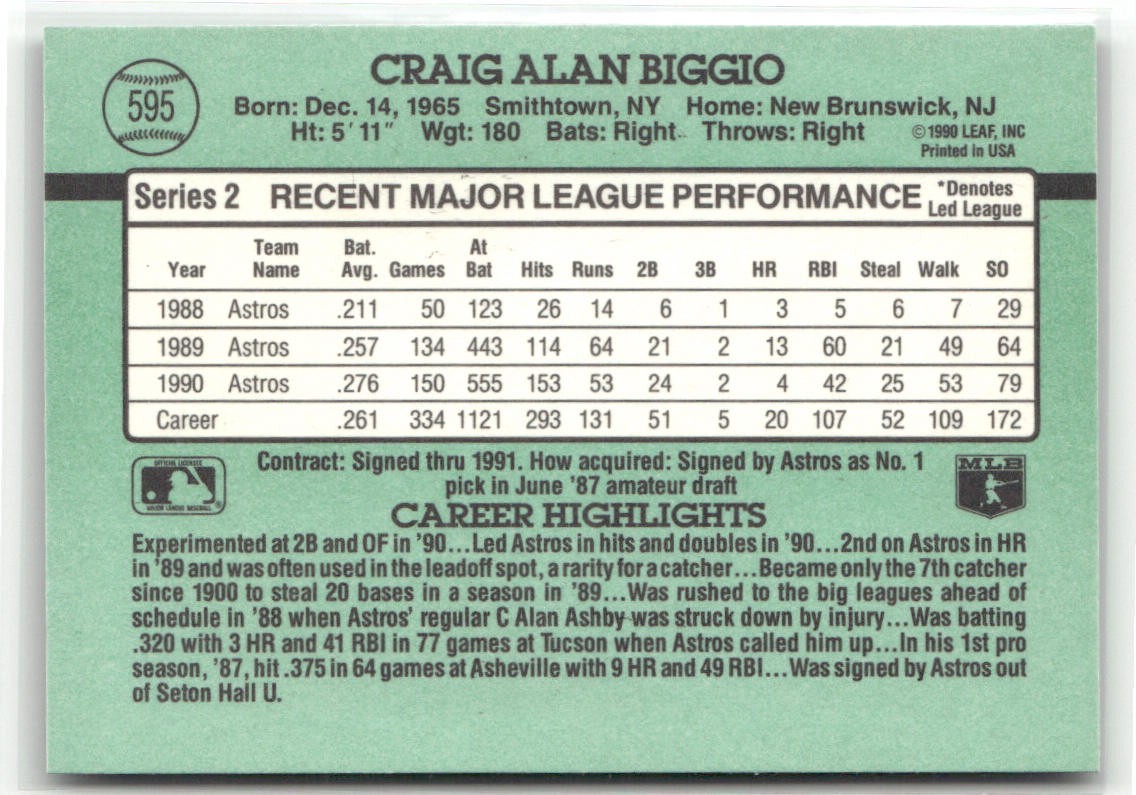 595
CRAIG ALAN BIGGIO
Born: Dec. 14, 1965 Smithtown, NY Home: New Brunswick, NJ
Ht: 5' 11" Wgt: 180 Bats: Right Throws: Right
©1990 LEAF, INC
Printed In USA
Series 2 RECENT MAJOR LEAGUE PERFORMANCE *Denotes Led League
Year Team Name Bat. Avg. Games At Bat Hits Runs 2B 3B HR RBI Steal Walk SO
1988 Astros .211 50 123 26 14 6 1 3 5 6 7 29
1989 Astros .257 134 443 114 64 21 2 13 60 21 49 64
1990 Astros .276 150 555 153 53 24 2 4 42 25 53 79
Career .261 334 1121 293 131 51 5 20 107 52 109 172
OFFICIAL LICENSEE
MAJOR LEAGUE BASEBALL ®
Contract: Signed thru 1991. How acquired: Signed by Astros as No. 1
pick in June '87 amateur draft
MLB
CAREER HIGHLIGHTS
Experimented at 2B and OF in '90...Led Astros in hits and doubles in '90...2nd on Astros in HR
in '89 and was often used in the leadoff spot, a rarity for a catcher...Became only the 7th catcher
since 1900 to steal 20 bases in a season in '89...Was rushed to the big leagues ahead of
schedule in '88 when Astros' regular C Alan Ashby was struck down by injury...Was batting
.320 with 3 HR and 41 RBI in 77 games at Tucson when Astros called him up...In his 1st pro
season, '87, hit .375 in 64 games at Asheville with 9 HR and 49 RBI...Was signed by Astros out
of Seton Hall U.